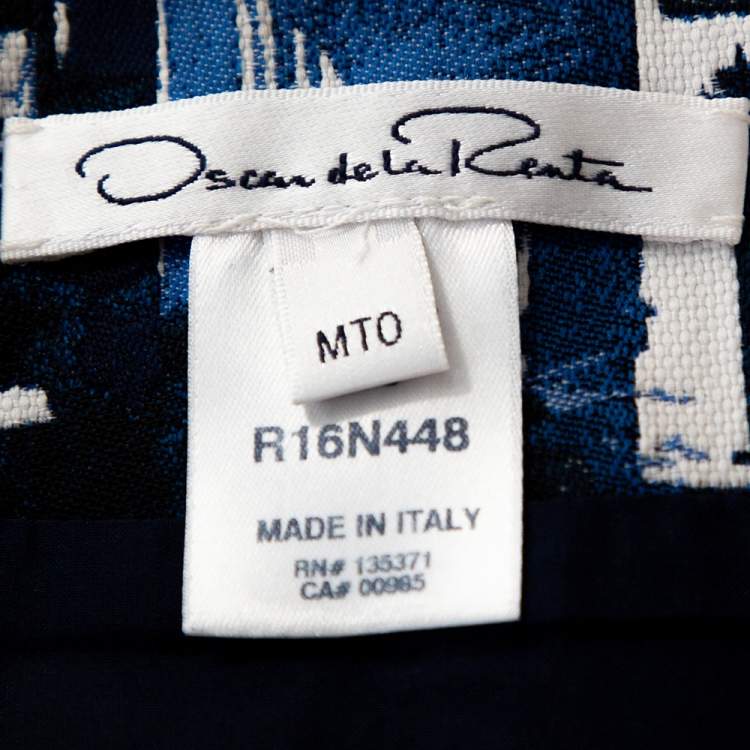 Oscar de la Renta
MTO
R16N448
MADE IN ITALY
RN# 135371
CA# 00985